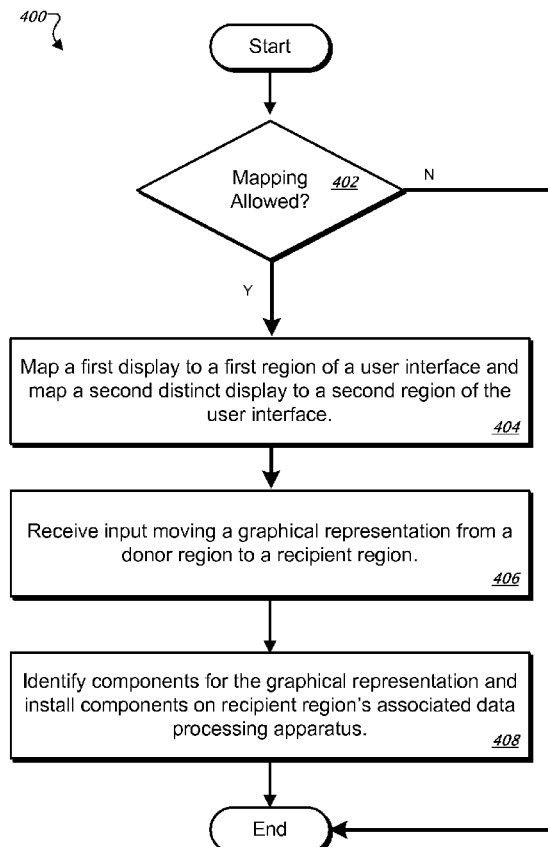 400
Start
Mapping
Allowed?
402
N
Y
Map a first display to a first region of a user interface and
map a second distinct display to a second region of the
user interface.
404
Receive input moving a graphical representation from a
donor region to a recipient region.
406
Identify components for the graphical representation and
install components on recipient region's associated data
processing apparatus.
408
End